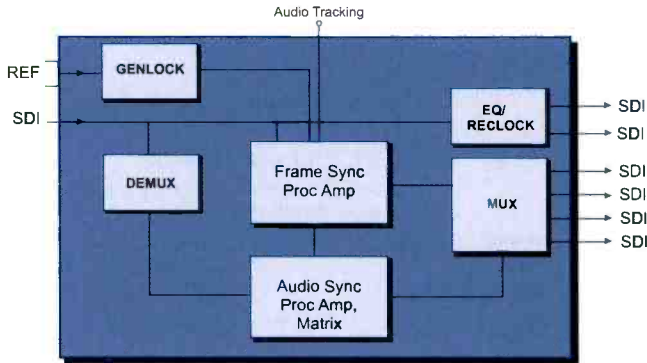 Audio Tracking
REF
GENLOCK
SDI
EQ/
RECLOCK
SDI
SDI
DEMUX
Frame Sync
Proc Amp
MUX
SDI
SDI
SDI
SDI
Audio Sync
Proc Amp,
Matrix